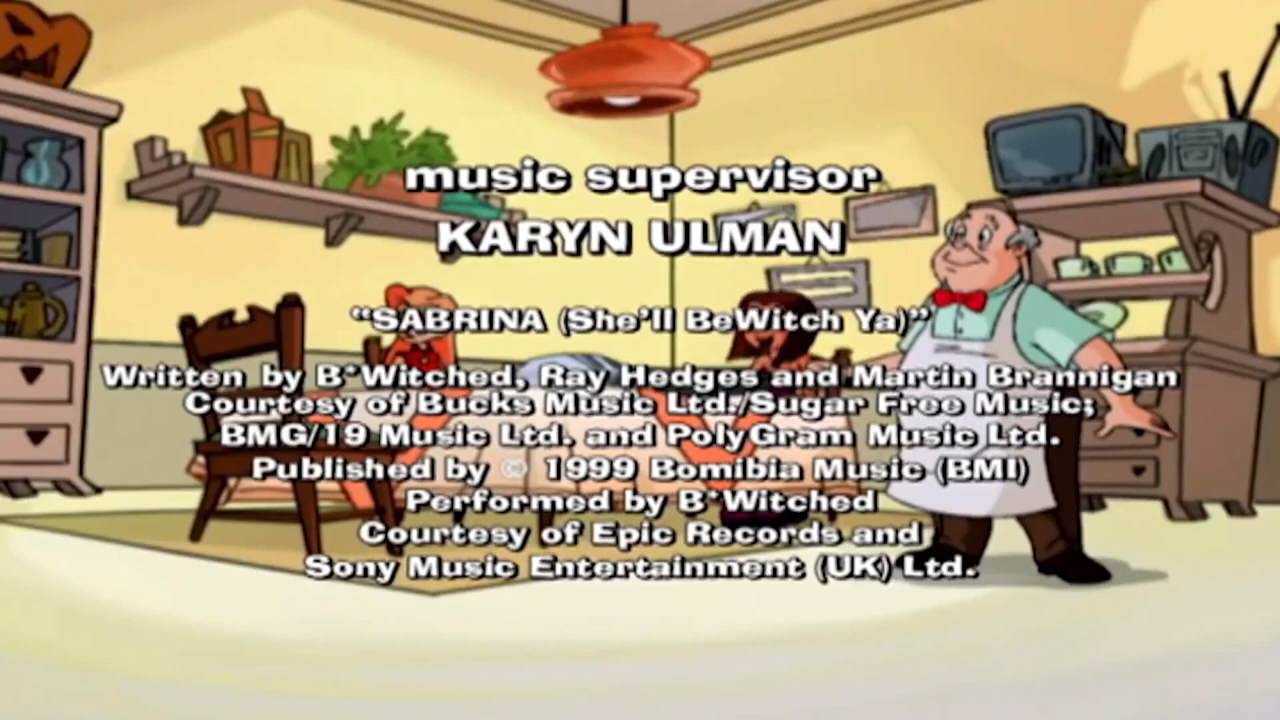 music supervisor
KARYN ULMAN
“SABRINA (She’ll BeWitch Ya)”
Written by B*Witched, Ray Hedges and Martin Brannigan
Courtesy of Bucks Music Ltd./Sugar Free Music;
BMG/19 Music Ltd. and PolyGram Music Ltd.
Published by © 1999 Bomibia Music (BMI)
Performed by B*Witched
Courtesy of Epic Records and
Sony Music Entertainment (UK) Ltd.